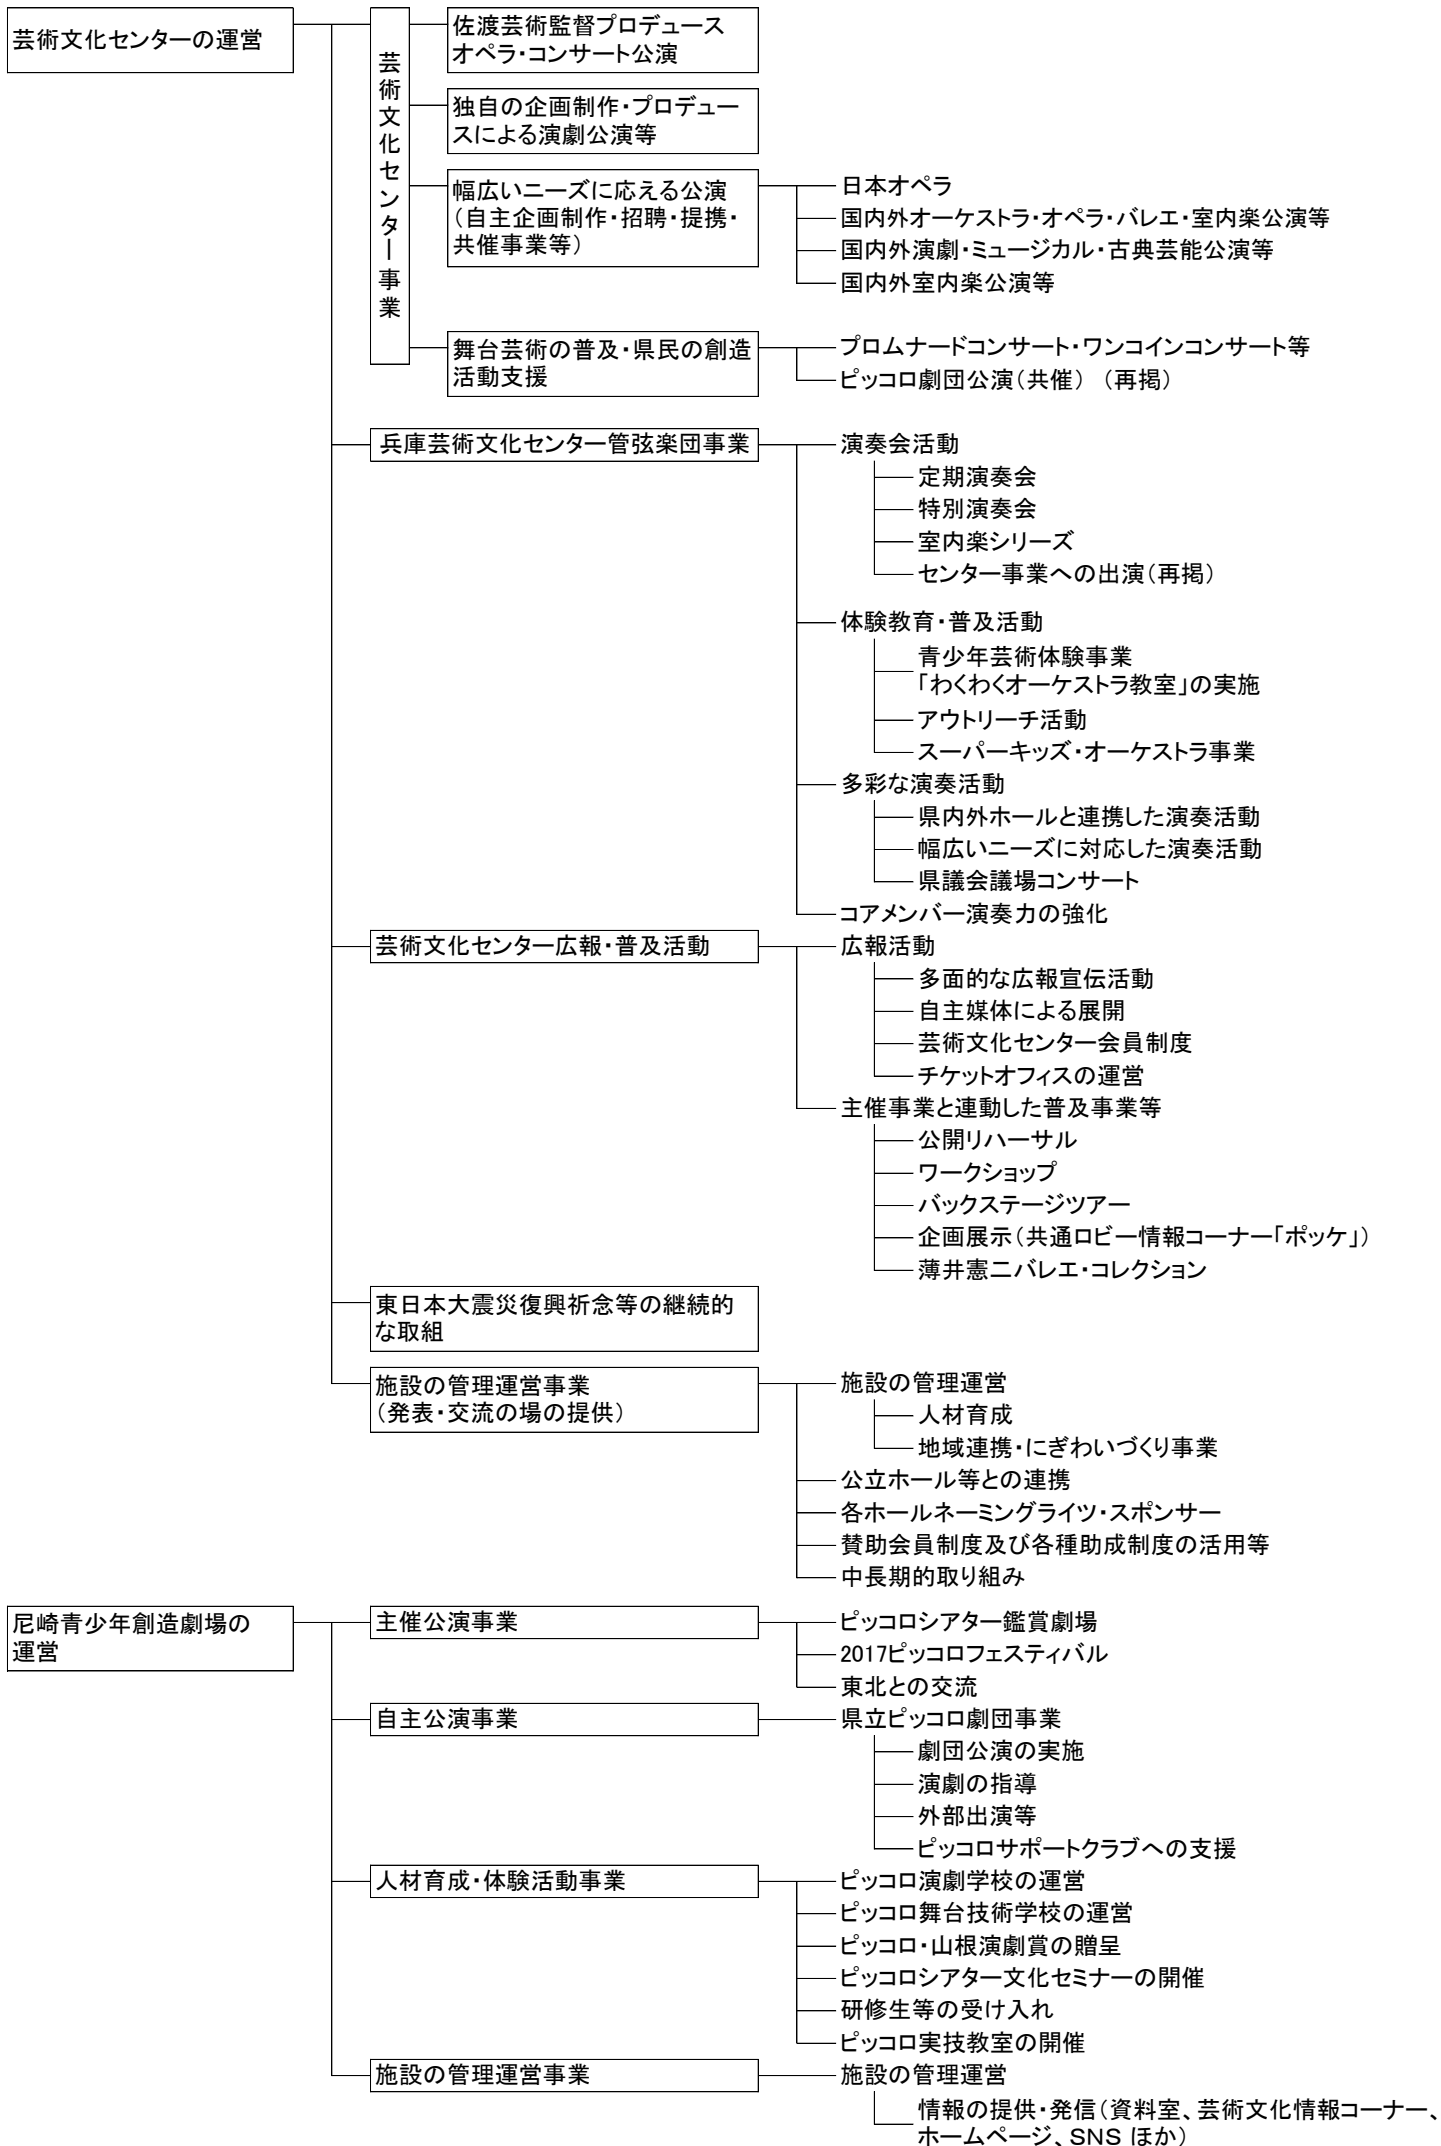 芸術文化センターの運営
芸術文化センター事業
佐渡芸術監督プロデュース
オペラ・コンサート公演
独自の企画制作・プロデュー
スによる演劇公演等
幅広いニーズに応える公演
（自主企画制作・招聘・提携・
共催事業等）
日本オペラ
国内外オーケストラ・オペラ・バレエ・室内楽公演等
国内外演劇・ミュージカル・古典芸能公演等
国内外室内楽公演等
舞台芸術の普及・県民の創造
活動支援
プロムナードコンサート・ワンコインコンサート等
ピッコロ劇団公演（共催）（再掲）
兵庫芸術文化センター管弦楽団事業
演奏会活動
定期演奏会
特別演奏会
室内楽シリーズ
センター事業への出演（再掲）
体験教育・普及活動
青少年芸術体験事業
「わくわくオーケストラ教室」の実施
アウトリーチ活動
スーパーキッズ・オーケストラ事業
多彩な演奏活動
県内外ホールと連携した演奏活動
幅広いニーズに対応した演奏活動
県議会議場コンサート
コアメンバー演奏力の強化
芸術文化センター広報・普及活動
広報活動
多面的な広報宣伝活動
自主媒体による展開
芸術文化センター会員制度
チケットオフィスの運営
主催事業と連動した普及事業等
公開リハーサル
ワークショップ
バックステージツアー
企画展示（共通ロビー情報コーナー「ポッケ」）
薄井憲二バレエ・コレクション
東日本大震災復興祈念等の継続的
な取組
施設の管理運営事業
（発表・交流の場の提供）
施設の管理運営
人材育成
地域連携・にぎわいづくり事業
公立ホール等との連携
各ホールネーミングライツ・スポンサー
賛助会員制度及び各種助成制度の活用等
中長期的取り組み
尼崎青少年創造劇場の
運営
主催公演事業
ピッコロシアター鑑賞劇場
2017ピッコロフェスティバル
東北との交流
自主公演事業
県立ピッコロ劇団事業
劇団公演の実施
演劇の指導
外部出演等
ピッコロサポートクラブへの支援
人材育成・体験活動事業
ピッコロ演劇学校の運営
ピッコロ舞台技術学校の運営
ピッコロ・山根演劇賞の贈呈
ピッコロシアター文化セミナーの開催
研修生等の受け入れ
ピッコロ実技教室の開催
施設の管理運営事業
施設の管理運営
情報の提供・発信（資料室、芸術文化情報コーナー、
ホームページ、SNS ほか）